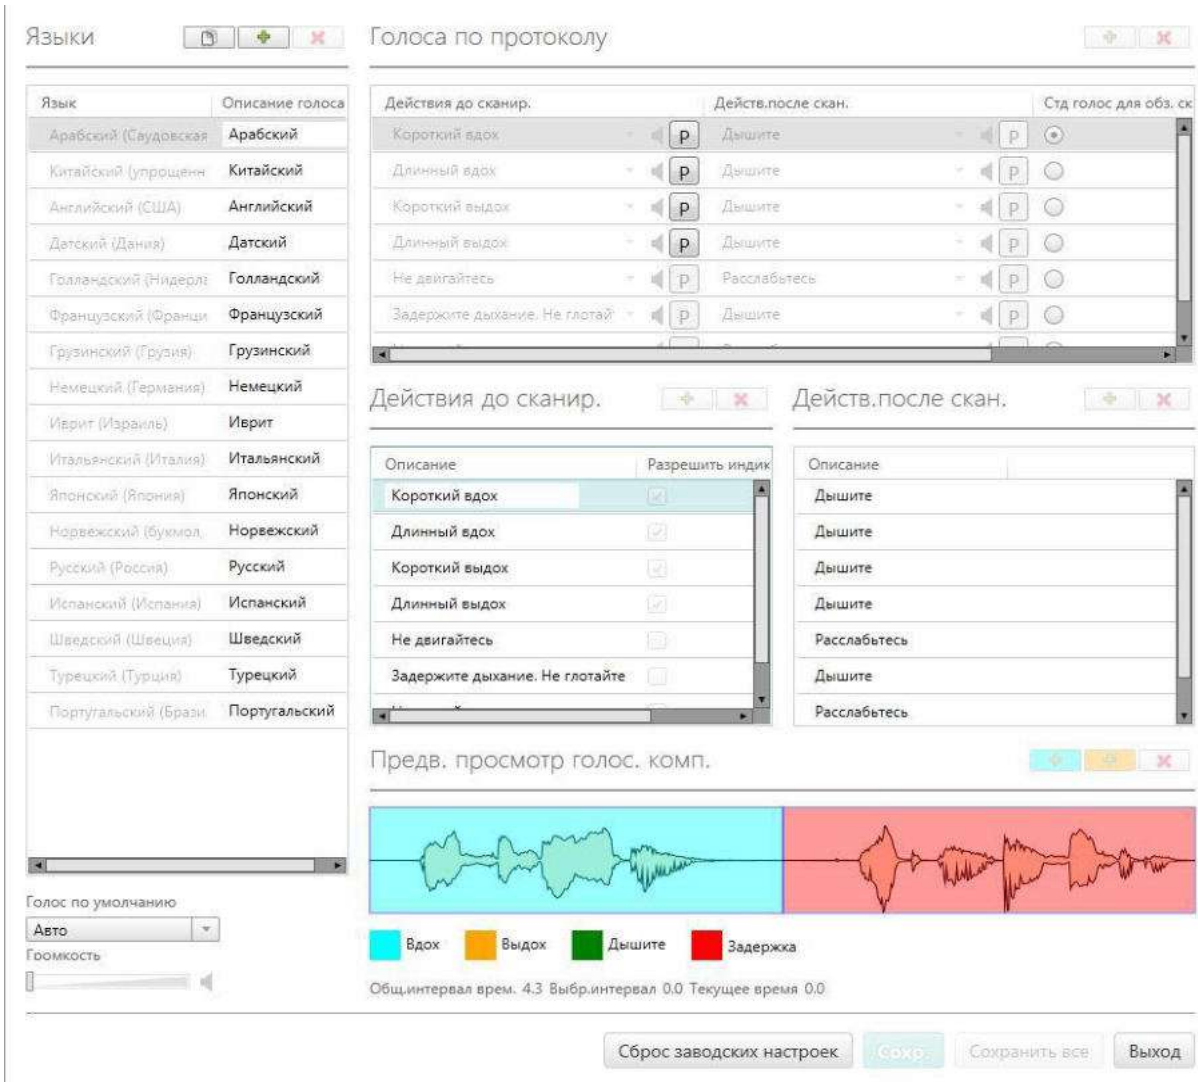 Языки
Язык Описание голоса
Арабский (Саудовская Арабский
Китайский (упрощенн Китайский
Английский (США) Английский
Датский (Дания) Датский
Голландский (Нидерла Голландский
Французский (Франци Французский
Грузинский (Грузия) Грузинский
Немецкий (Германия) Немецкий
Иврит (Израиль) Иврит
Итальянский (Италия) Итальянский
Японский (Япония) Японский
Норвежский (букмол, Норвежский
Русский (Россия) Русский
Испанский (Испания) Испанский
Шведский (Швеция) Шведский
Турецкий (Турция) Турецкий
Португальский (Брази Португальский
Голос по умолчанию
Авто
Громкость
Голоса по протоколу
Действия до сканир. Действ.после скан. Стд голос для обз. ск
Короткий вдох P Дышите P
Длинный вдох P Дышите P
Короткий выдох P Дышите P
Длинный выдох P Дышите P
Не двигайтесь P Расслабьтесь P
Задержите дыхание. Не глотай P Дышите P
Действия до сканир.
Описание Разрешить индик
Короткий вдох
Длинный вдох
Короткий выдох
Длинный выдох
Не двигайтесь
Задержите дыхание. Не глотайте
Действ.после скан.
Описание
Дышите
Дышите
Дышите
Дышите
Расслабьтесь
Дышите
Расслабьтесь
Предв. просмотр голос. комп.
Вдох Выдох Дышите Задержка
Общ.интервал врем. 4.3 Выбр.интервал 0.0 Текущее время 0.0
Сброс заводских настроек Сохр. Сохранить все Выход